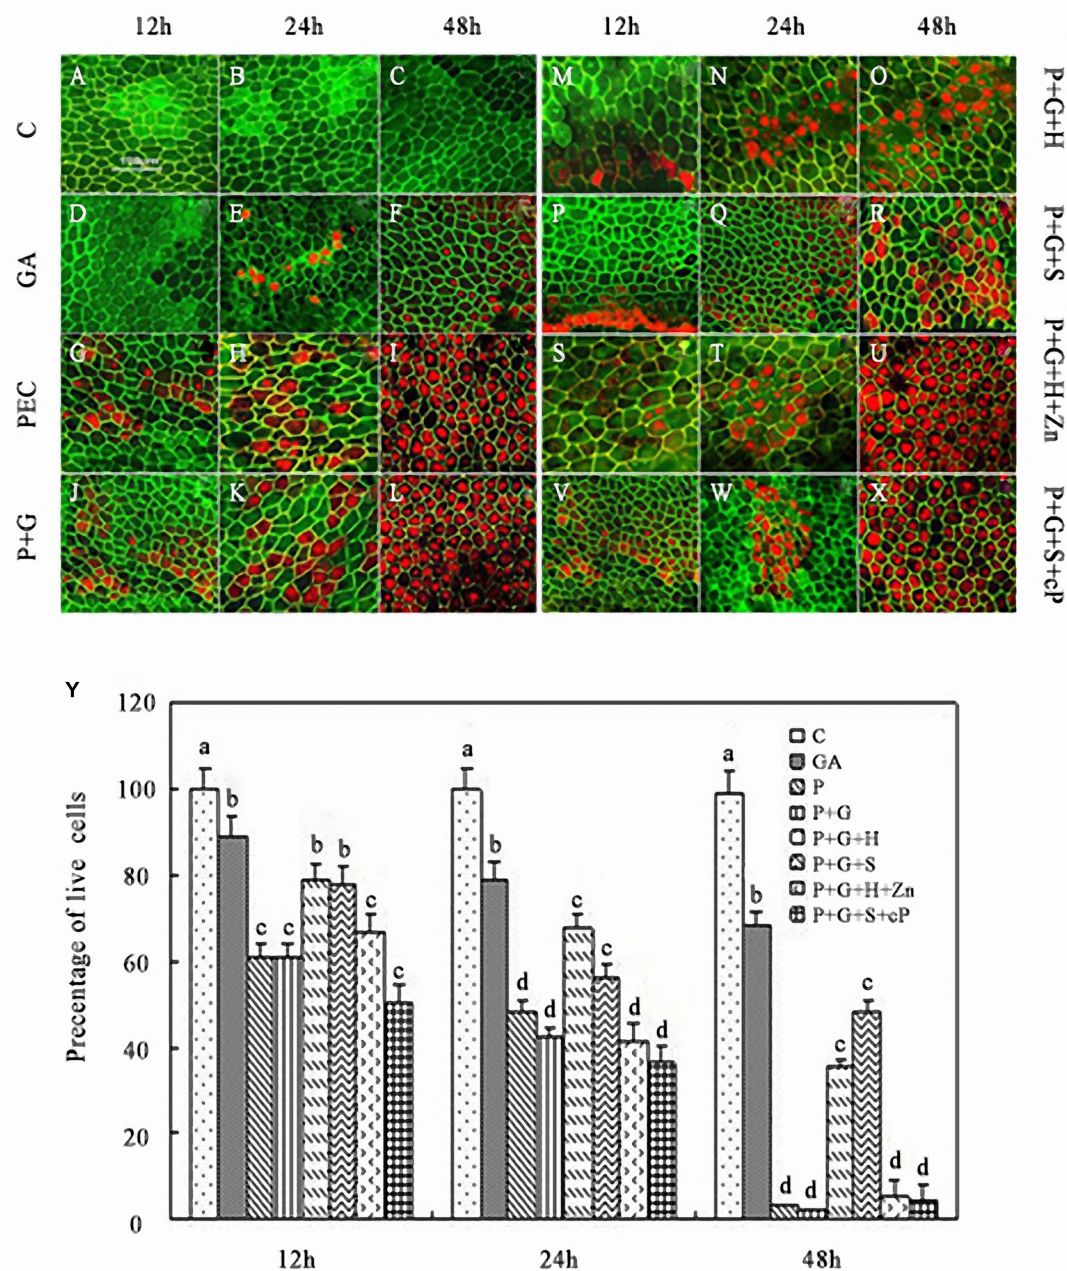 12h 24h 48h 12h 24h 48h
A B C M N O
C
P+G+H
D E F P Q R
GA
P+G+S
G H I S T U
PEC
P+G+H+Zn
J K L V W X
P+G
P+G+S+cP
Y
120
100
80
60
40
20
0
Precentage of live cells
a b c c b b c c
a b d d c c d d
a b d d c c d d
C
GA
P
P+G
P+G+H
P+G+S
P+G+H+Zn
P+G+S+cP
12h 24h 48h